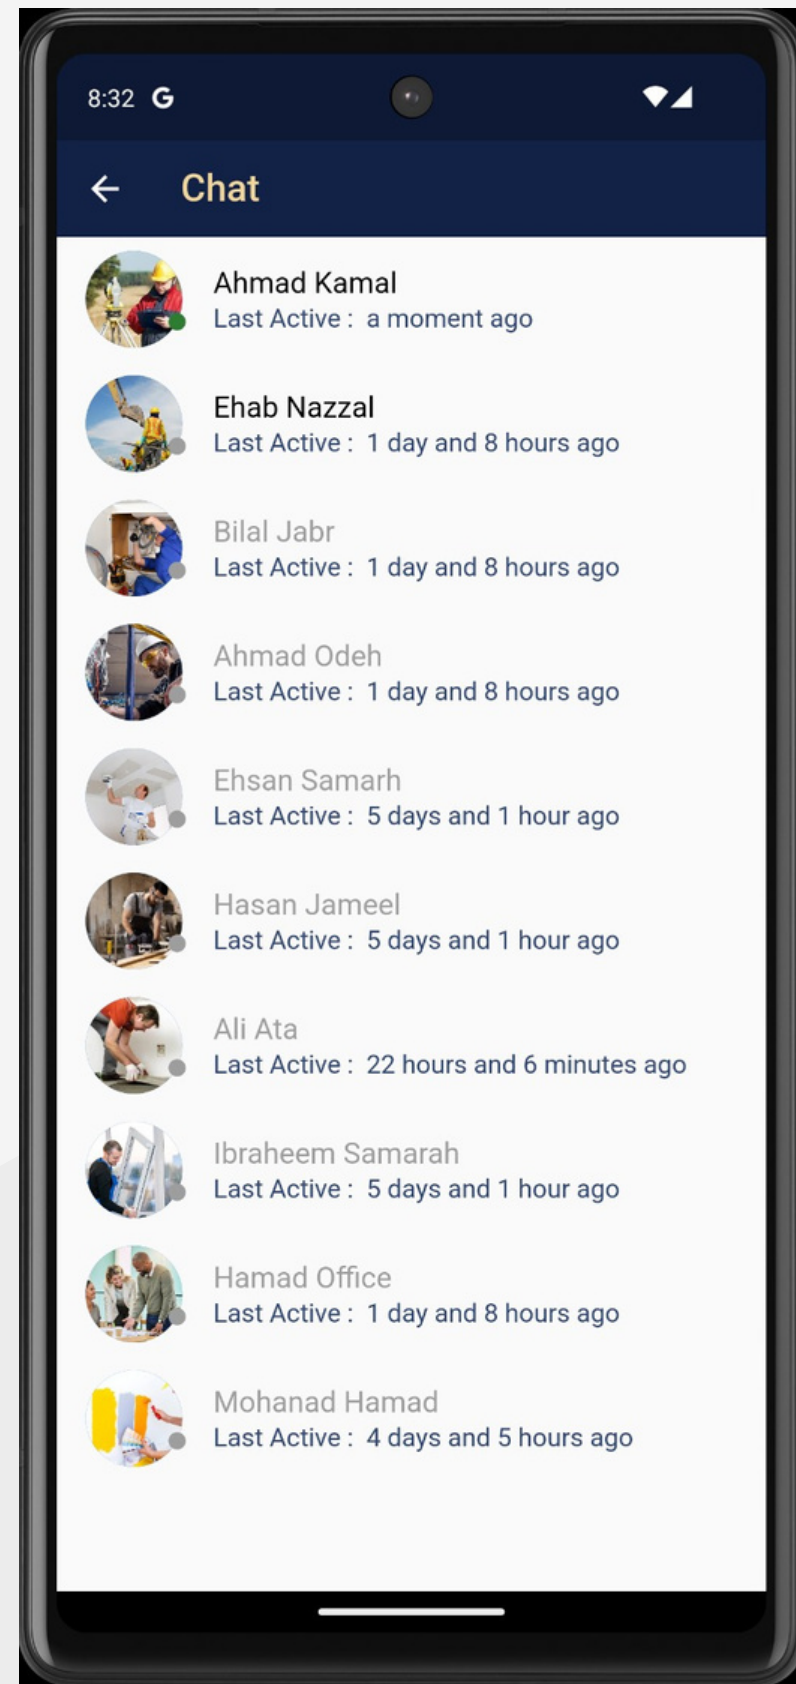 8:32 G
Chat
Ahmad Kamal
Last Active : a moment ago
Ehab Nazzal
Last Active : 1 day and 8 hours ago
Bilal Jabr
Last Active : 1 day and 8 hours ago
Ahmad Odeh
Last Active : 1 day and 8 hours ago
Ehsan Samarh
Last Active : 5 days and 1 hour ago
Hasan Jameel
Last Active : 5 days and 1 hour ago
Ali Ata
Last Active : 22 hours and 6 minutes ago
Ibraheem Samarah
Last Active : 5 days and 1 hour ago
Hamad Office
Last Active : 1 day and 8 hours ago
Mohanad Hamad
Last Active : 4 days and 5 hours ago